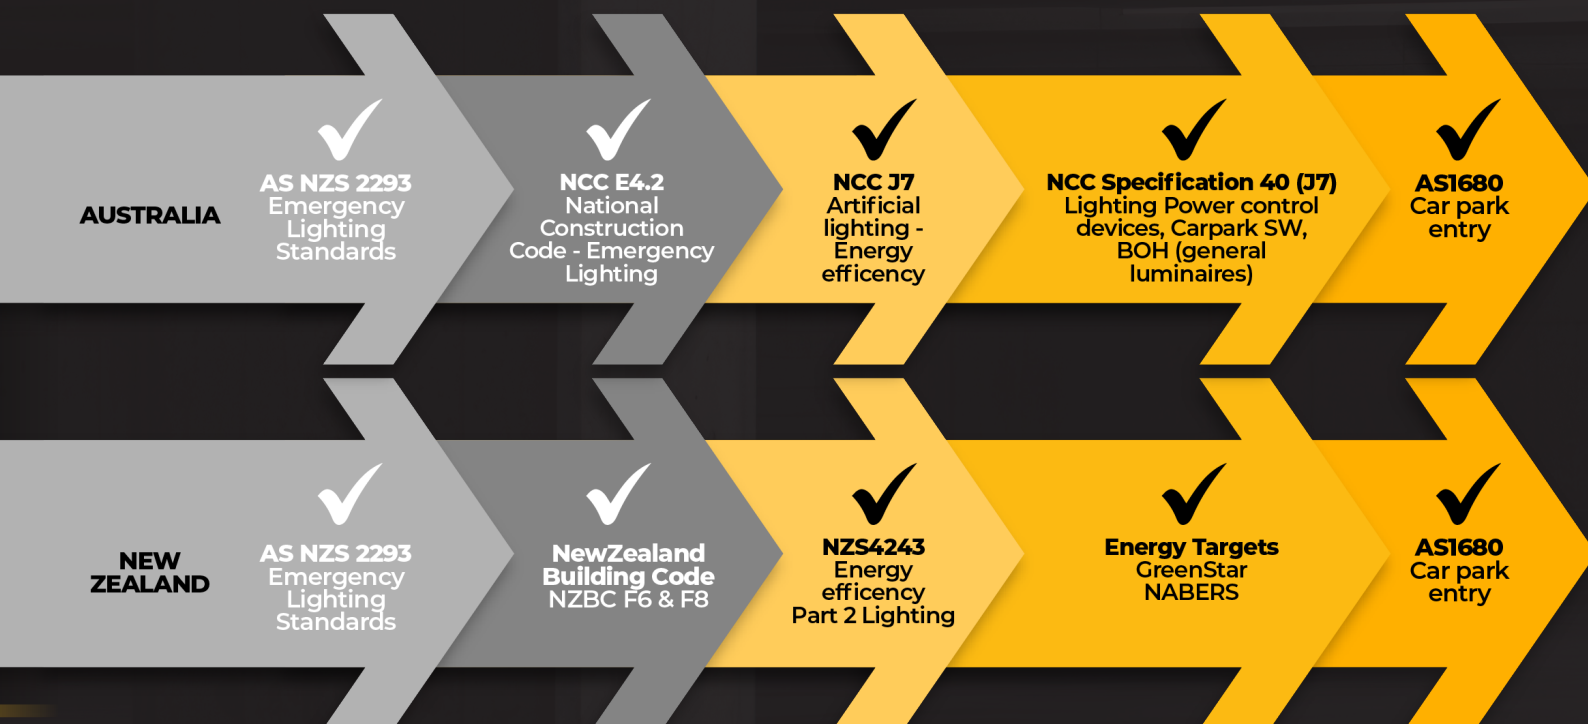 AUSTRALIA
AS NZS 2293
Emergency
Lighting
Standards
NCC E4.2
National
Construction
Code - Emergency
Lighting
NCC J7
Artificial
lighting -
Energy
efficency
NCC Specification 40 (J7)
Lighting Power control
devices, Carpark SW,
BOH (general
luminaires)
AS1680
Car park
entry
NEW
ZEALAND
AS NZS 2293
Emergency
Lighting
Standards
NewZealand
Building Code
NZBC F6 & F8
NZS4243
Energy
efficency
Part 2 Lighting
Energy Targets
GreenStar
NABERS
AS1680
Car park
entry